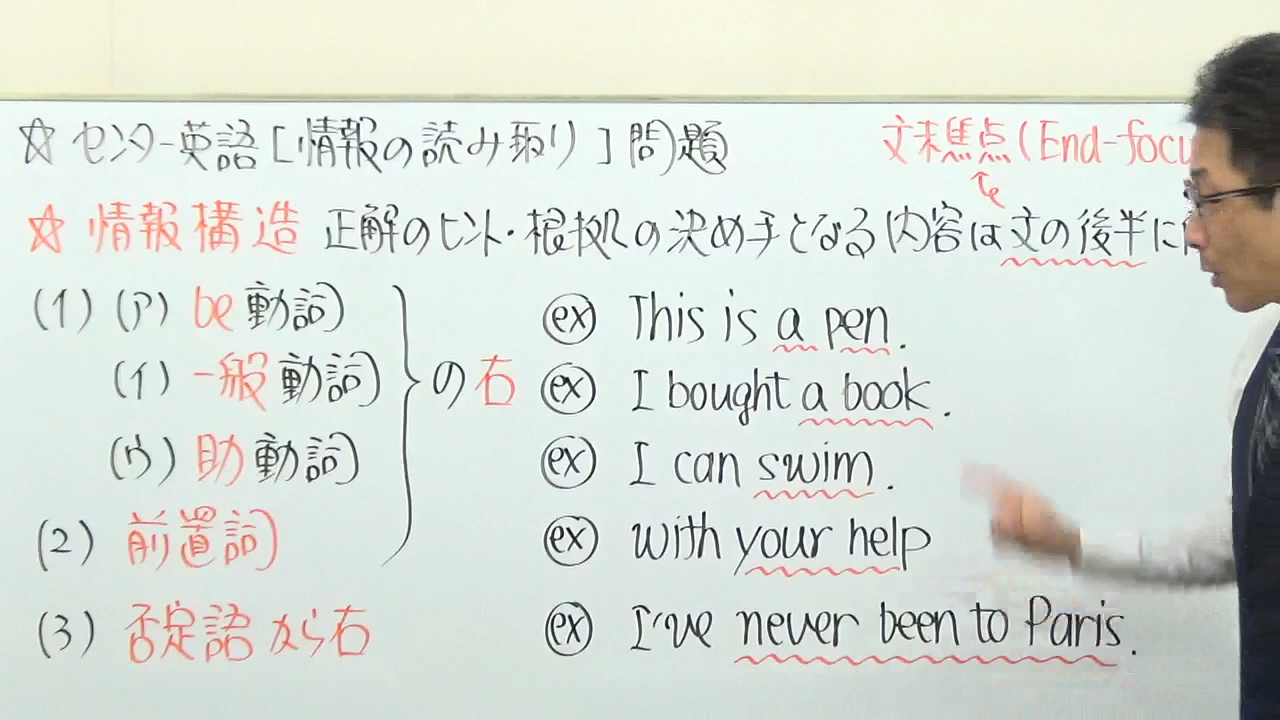 ☆ センター英語[情報の読み取り]問題
文末焦点(End-focu
☆ 情報構造 正解のヒント・根拠の決め手となる内容は文の後半に
(1) (ア) be動詞
(イ) 一般動詞
(ウ) 助動詞
(2) 前置詞
の右
(3) 否定語から右
ex This is a pen.
ex I bought a book.
ex I can swim.
ex with your help
ex I've never been to Paris.